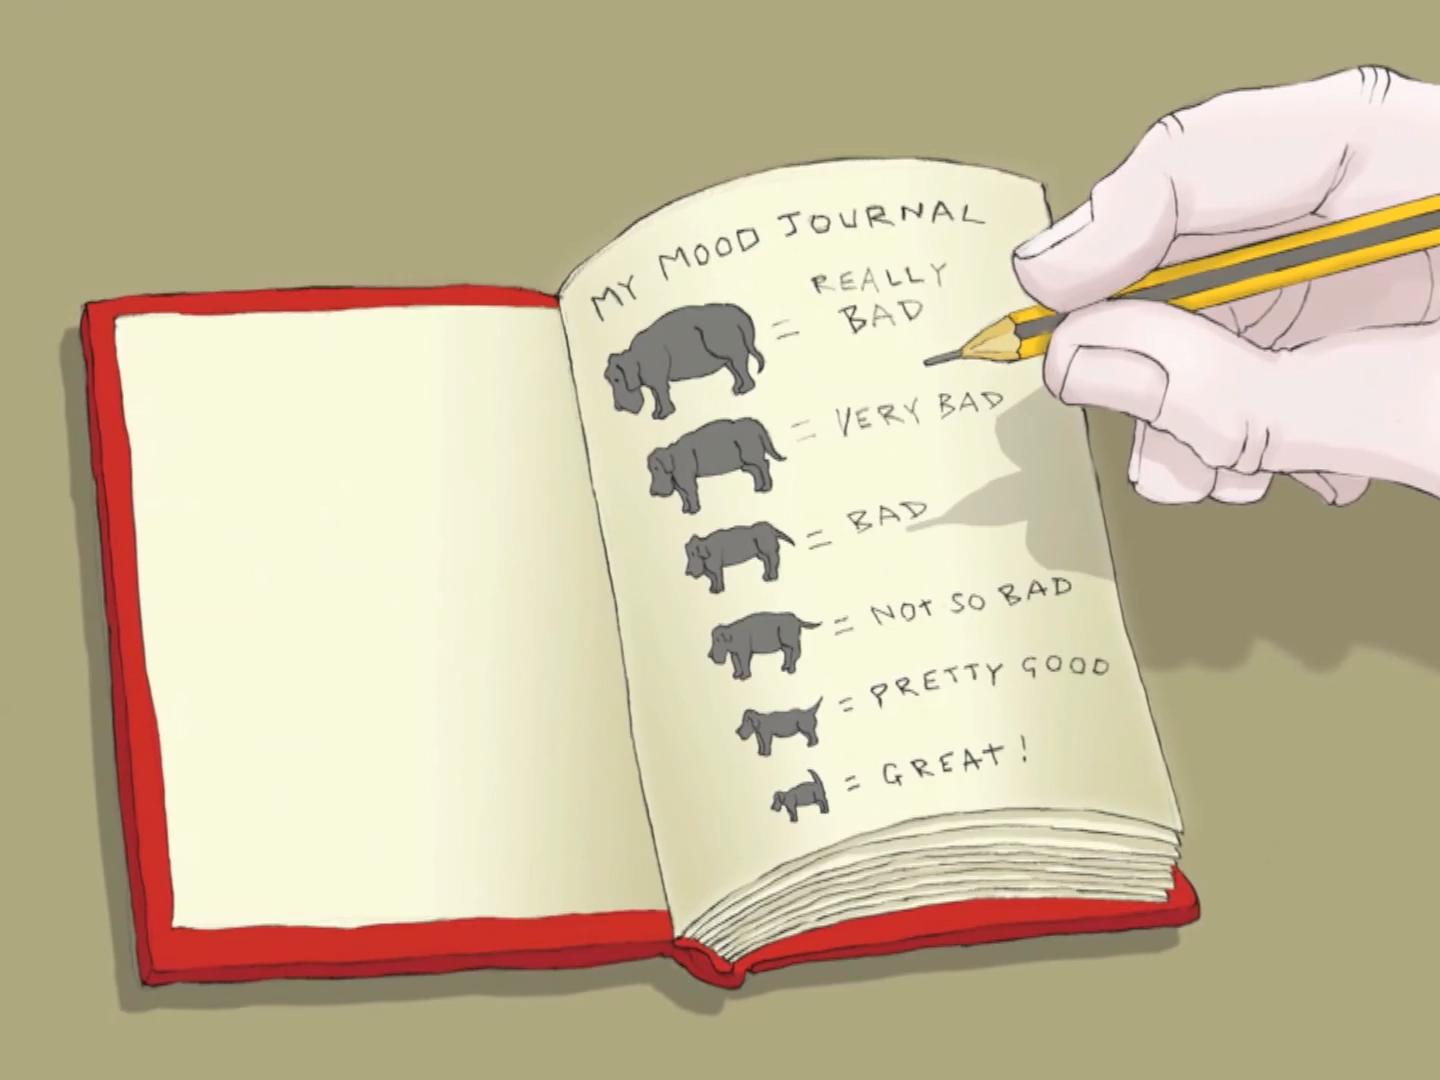 MY MOOD JOURNAL
= REALLY
BAD
= VERY BAD
= BAD
= NOt SO BAD
= PRETTY GOOD
= GREAt!